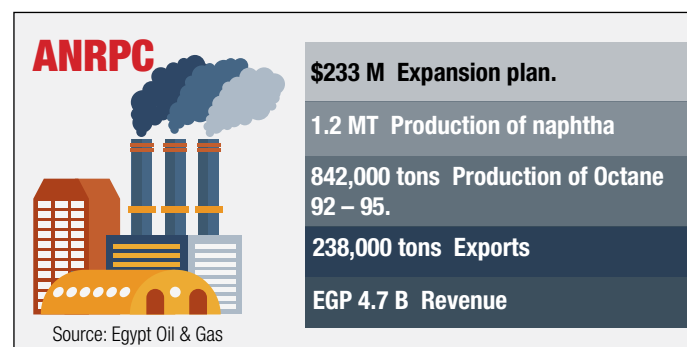 ANRPC
$233 M Expansion plan.
1.2 MT Production of naphtha
842,000 tons Production of Octane
92 – 95.
238,000 tons Exports
EGP 4.7 B Revenue
Source: Egypt Oil & Gas